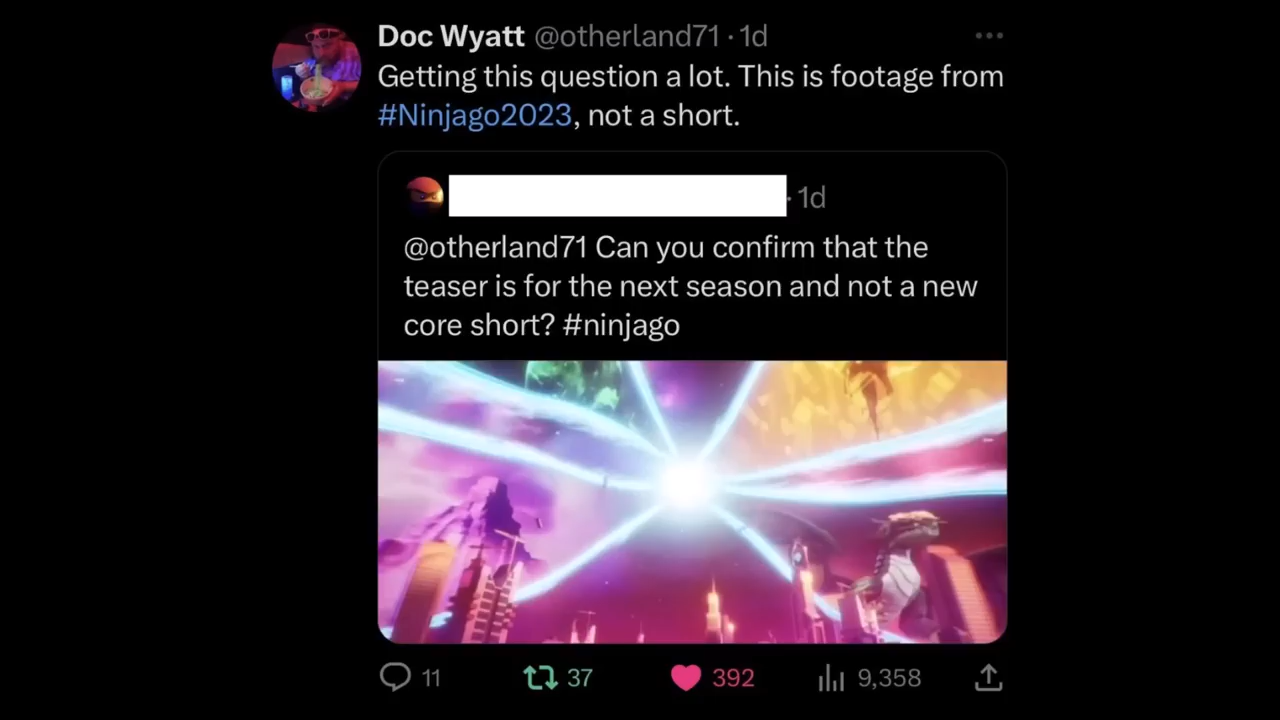 Doc Wyatt @otherland71 · 1d
Getting this question a lot. This is footage from
#Ninjago2023, not a short.
· 1d
@otherland71 Can you confirm that the
teaser is for the next season and not a new
core short? #ninjago
11 37 392 9,358